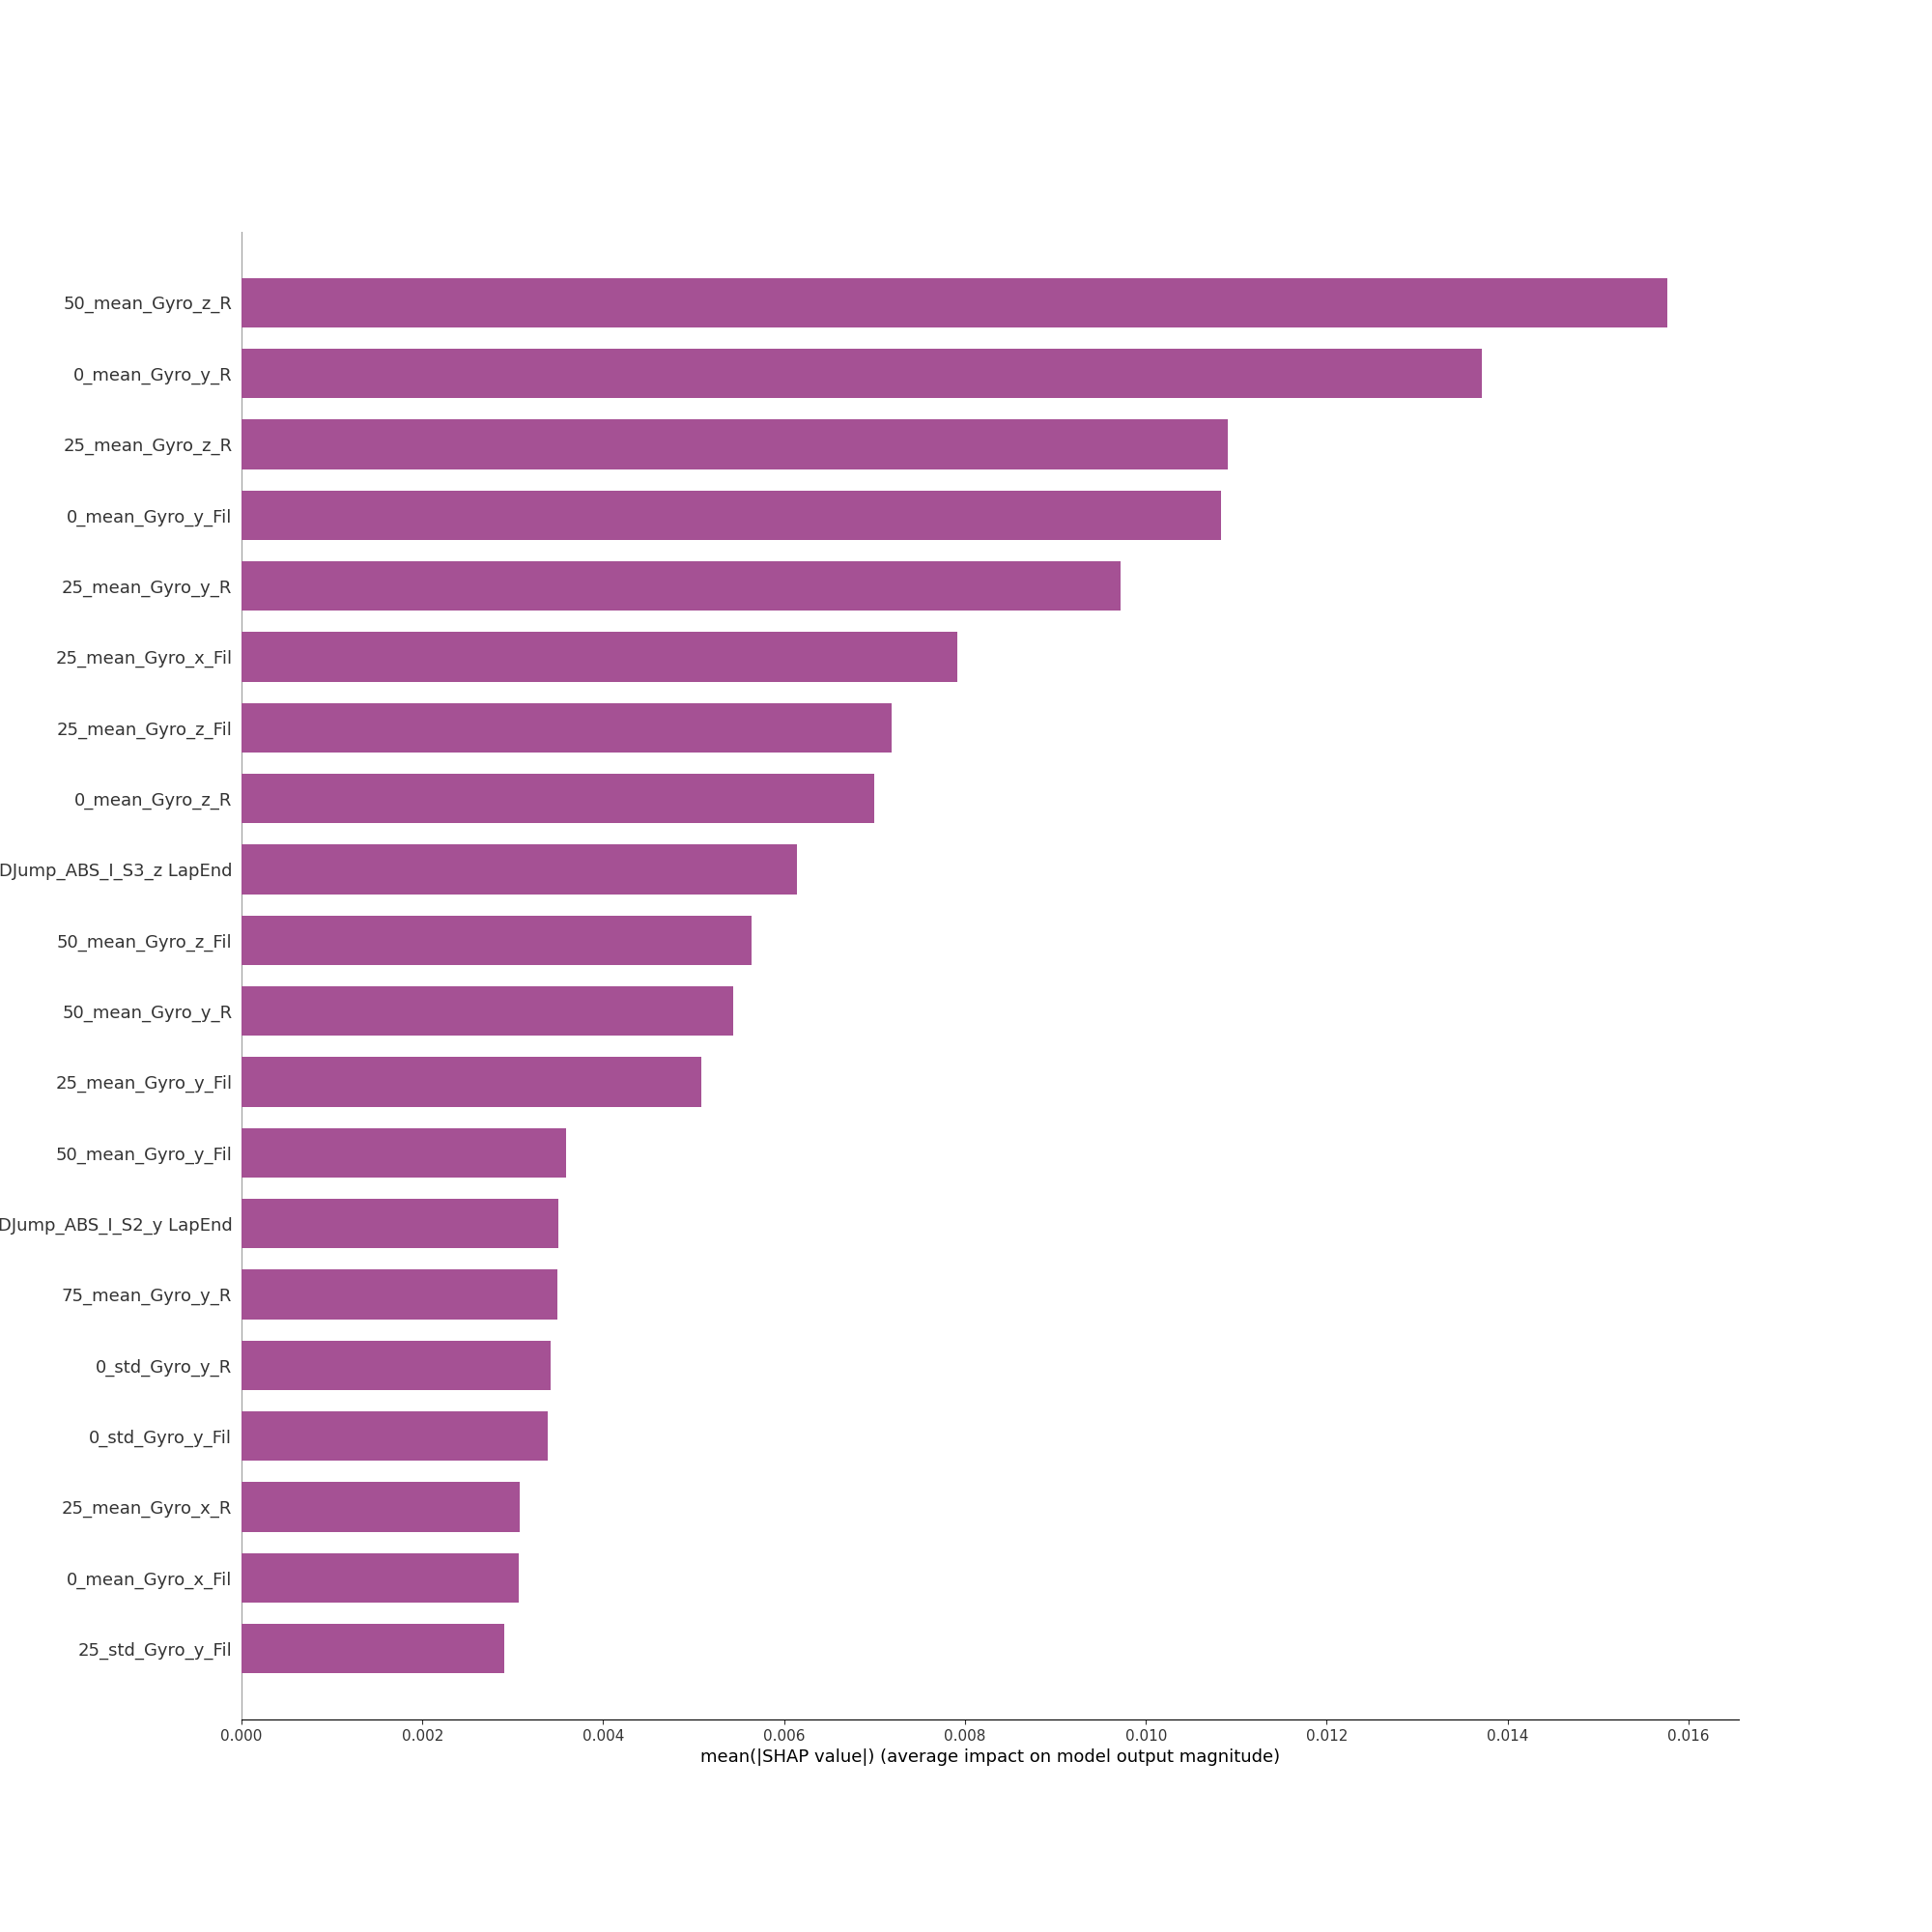 50_mean_Gyro_z_R
0_mean_Gyro_y_R
25_mean_Gyro_z_R
0_mean_Gyro_y_Fil
25_mean_Gyro_y_R
25_mean_Gyro_x_Fil
25_mean_Gyro_z_Fil
0_mean_Gyro_z_R
DJump_ABS_I_S3_z LapEnd
50_mean_Gyro_z_Fil
50_mean_Gyro_y_R
25_mean_Gyro_y_Fil
50_mean_Gyro_y_Fil
DJump_ABS_I_S2_y LapEnd
75_mean_Gyro_y_R
0_std_Gyro_y_R
0_std_Gyro_y_Fil
25_mean_Gyro_x_R
0_mean_Gyro_x_Fil
25_std_Gyro_y_Fil
0.000 0.002 0.004 0.006 0.008 0.010 0.012 0.014 0.016
mean(|SHAP value|) (average impact on model output magnitude)